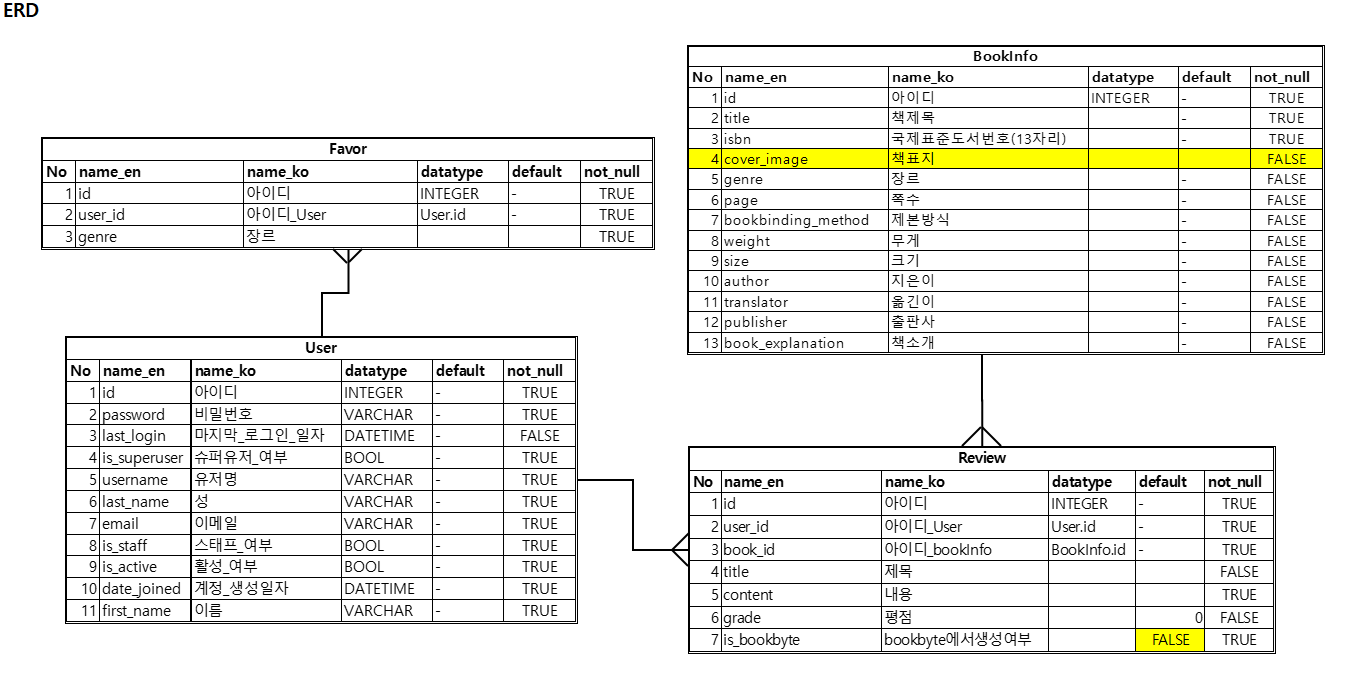 ERD
BookInfo
No name_en name_ko datatype default not_null
1 id 아이디 INTEGER - TRUE
2 title 책제목 - TRUE
3 isbn 국제표준도서번호(13자리) - TRUE
4 cover_image 책표지 FALSE
5 genre 장르 - FALSE
6 page 쪽수 - FALSE
7 bookbinding_method 제본방식 - FALSE
8 weight 무게 - FALSE
9 size 크기 - FALSE
10 author 지은이 - FALSE
11 translator 옮긴이 - FALSE
12 publisher 출판사 - FALSE
13 book_explanation 책소개 - FALSE
Favor
No name_en name_ko datatype default not_null
1 id 아이디 INTEGER - TRUE
2 user_id 아이디_User User.id - TRUE
3 genre 장르 TRUE
User
No name_en name_ko datatype default not_null
1 id 아이디 INTEGER - TRUE
2 password 비밀번호 VARCHAR - TRUE
3 last_login 마지막_로그인_일자 DATETIME - FALSE
4 is_superuser 슈퍼유저_여부 BOOL - TRUE
5 username 유저명 VARCHAR - TRUE
6 last_name 성 VARCHAR - TRUE
7 email 이메일 VARCHAR - TRUE
8 is_staff 스태프_여부 BOOL - TRUE
9 is_active 활성_여부 BOOL - TRUE
10 date_joined 계정_생성일자 DATETIME - TRUE
11 first_name 이름 VARCHAR - TRUE
Review
No name_en name_ko datatype default not_null
1 id 아이디 INTEGER - TRUE
2 user_id 아이디_User User.id - TRUE
3 book_id 아이디_bookInfo BookInfo.id - TRUE
4 title 제목 FALSE
5 content 내용 TRUE
6 grade 평점 0 FALSE
7 is_bookbyte bookbyte에서생성여부 FALSE TRUE